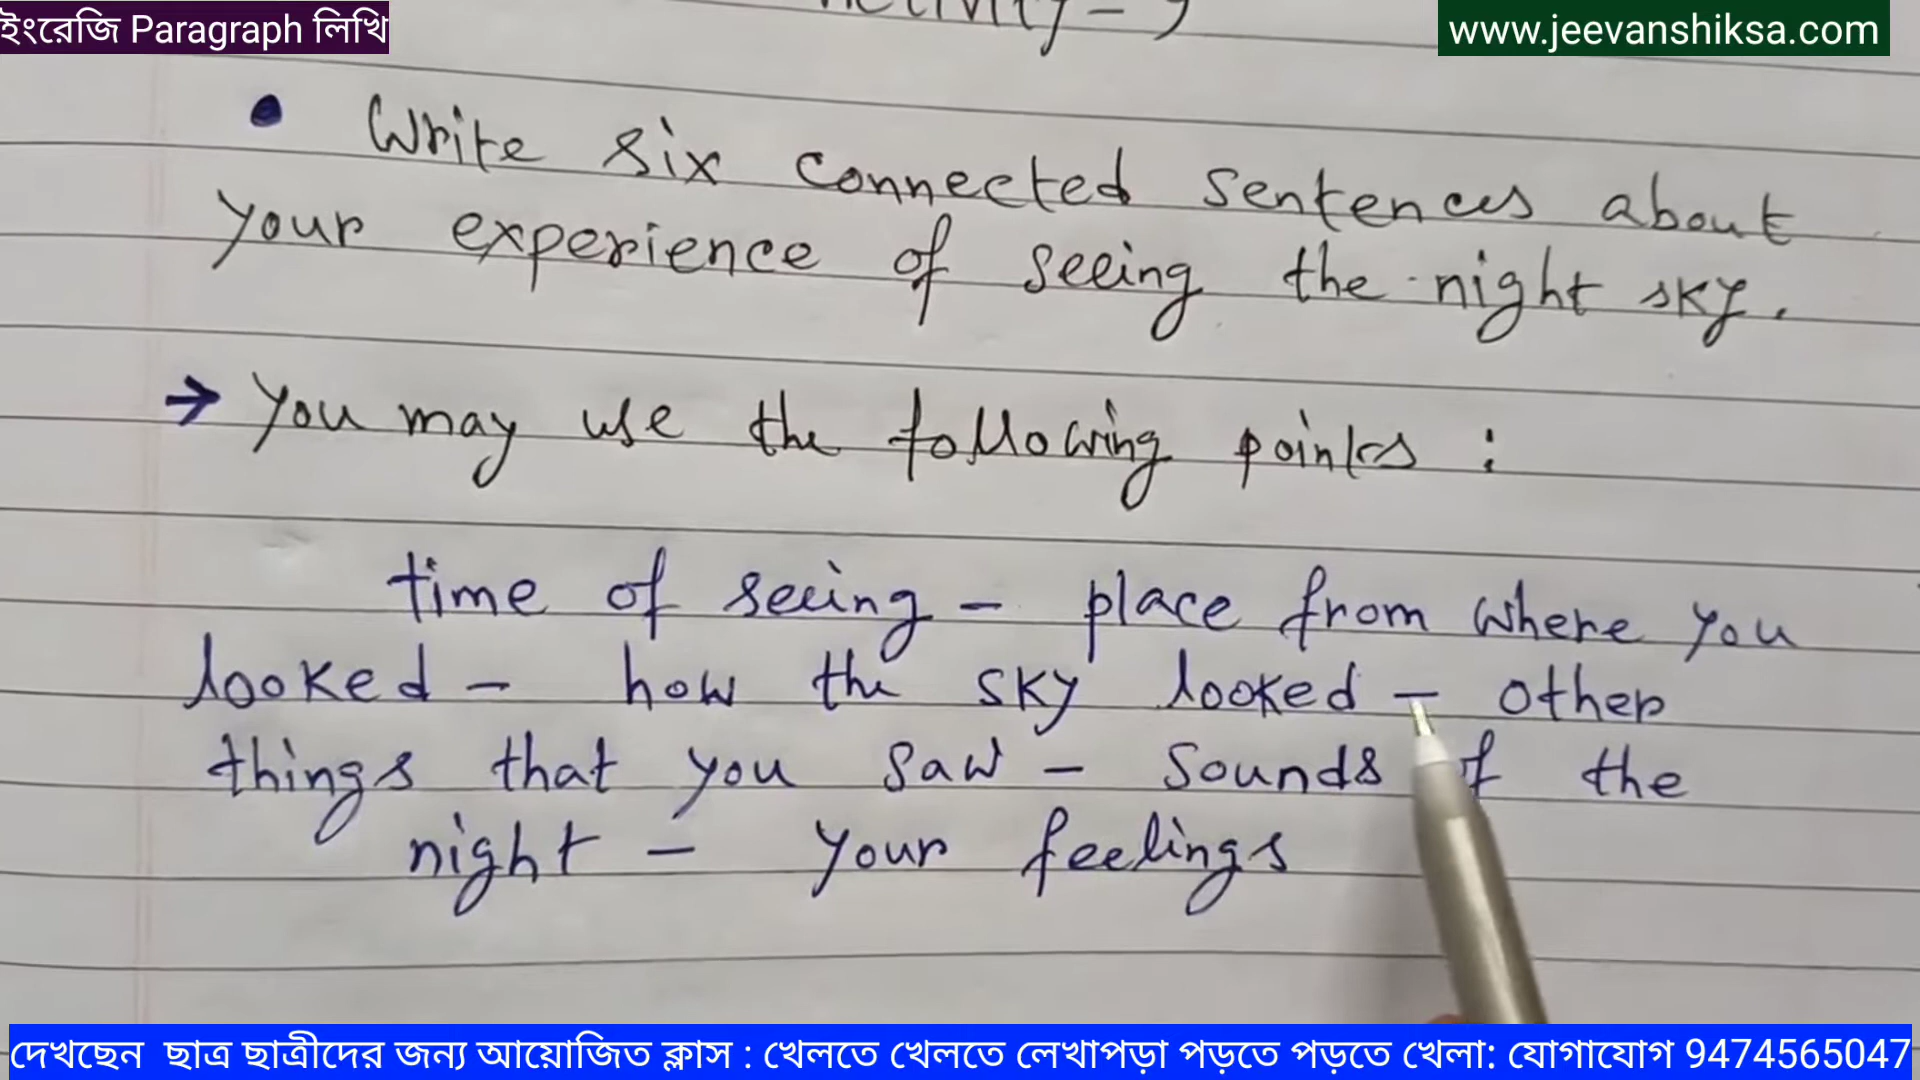 ইংরেজি Paragraph লিখি
www.jeevanshiksa.com
Activity - 9
• Write six connected sentences about
your experience of seeing the night sky.
→ You may use the following points :
time of seeing - place from where you
looked - how the sky looked - other
things that you saw - sounds of the
night - your feelings
দেখছেন ছাত্র ছাত্রীদের জন্য আয়োজিত ক্লাস : খেলতে খেলতে লেখাপড়া পড়তে পড়তে খেলা: যোগাযোগ 9474565047